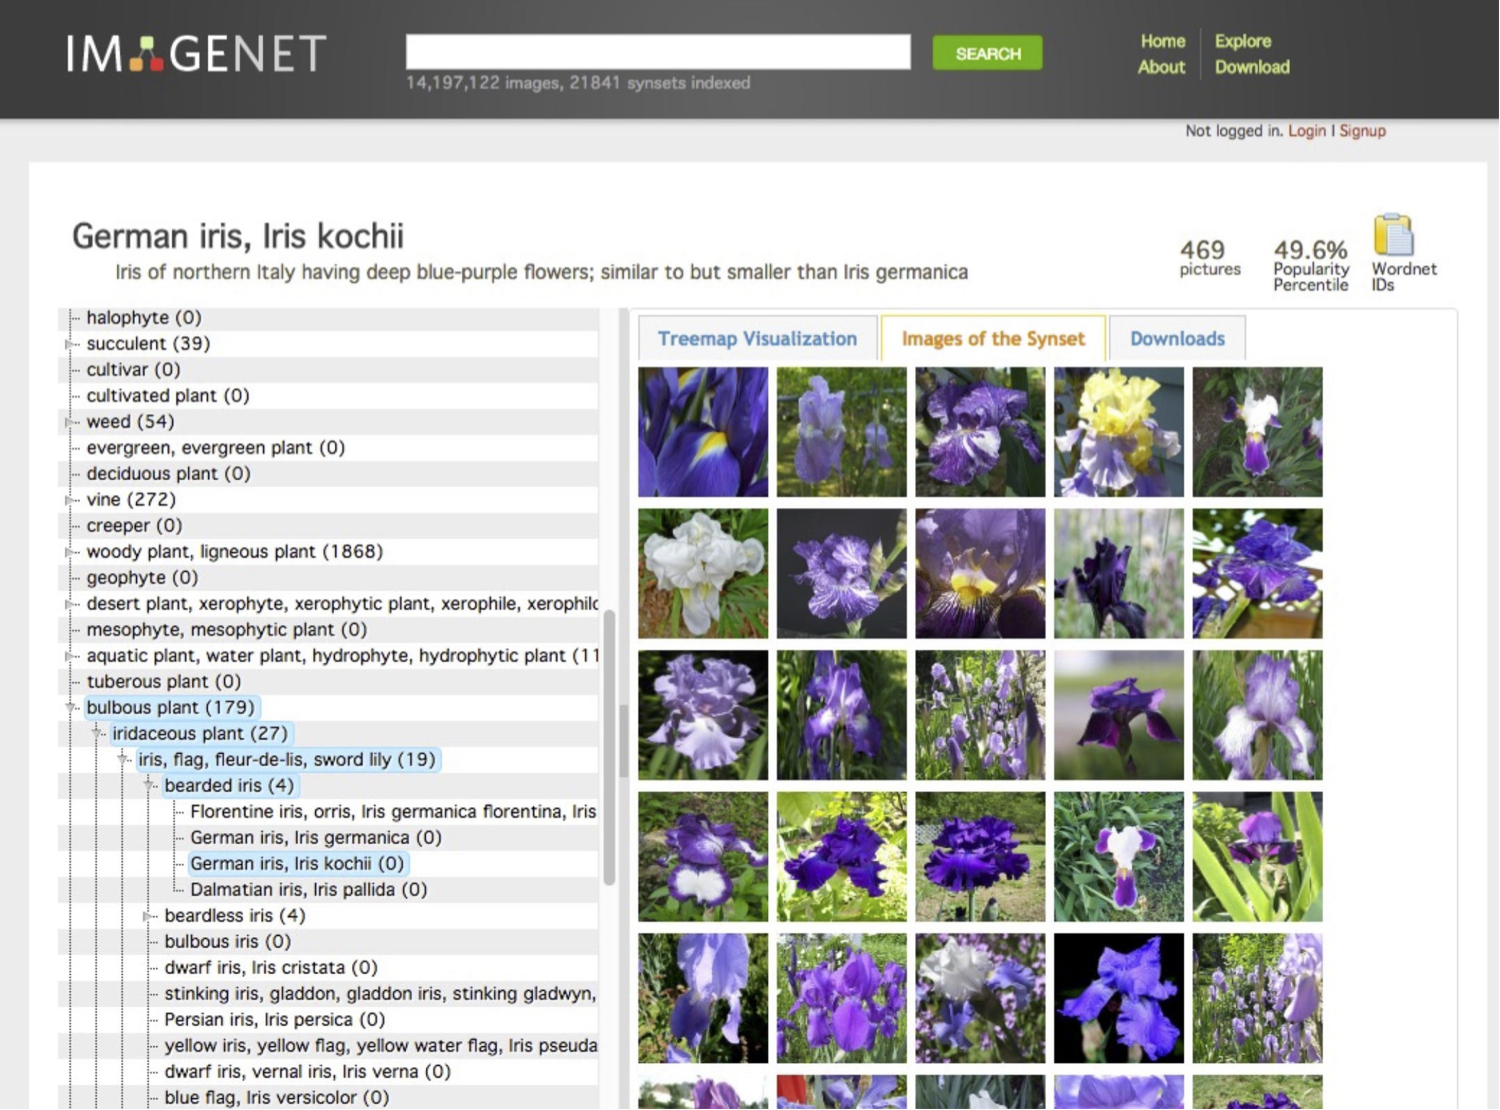 IMAGENET
SEARCH
14,197,122 images, 21841 synsets indexed
Home Explore
About Download
Not logged in. Login I Signup
German iris, Iris kochii
Iris of northern Italy having deep blue-purple flowers; similar to but smaller than Iris germanica
469
pictures
49.6%
Popularity
Percentile
Wordnet
IDs
halophyte (0)
succulent (39)
cultivar (0)
cultivated plant (0)
weed (54)
evergreen, evergreen plant (0)
deciduous plant (0)
vine (272)
creeper (0)
woody plant, ligneous plant (1868)
geophyte (0)
desert plant, xerophyte, xerophytic plant, xerophile, xerophilc
mesophyte, mesophytic plant (0)
aquatic plant, water plant, hydrophyte, hydrophytic plant (11
tuberous plant (0)
bulbous plant (179)
iridaceous plant (27)
iris, flag, fleur-de-lis, sword lily (19)
bearded iris (4)
Florentine iris, orris, Iris germanica florentina, Iris
German iris, Iris germanica (0)
German iris, Iris kochii (0)
Dalmatian iris, Iris pallida (0)
beardless iris (4)
bulbous iris (0)
dwarf iris, Iris cristata (0)
stinking iris, gladdon, gladdon iris, stinking gladwyn,
Persian iris, Iris persica (0)
yellow iris, yellow flag, yellow water flag, Iris pseuda
dwarf iris, vernal iris, Iris verna (0)
blue flag, Iris versicolor (0)
Treemap Visualization
Images of the Synset
Downloads